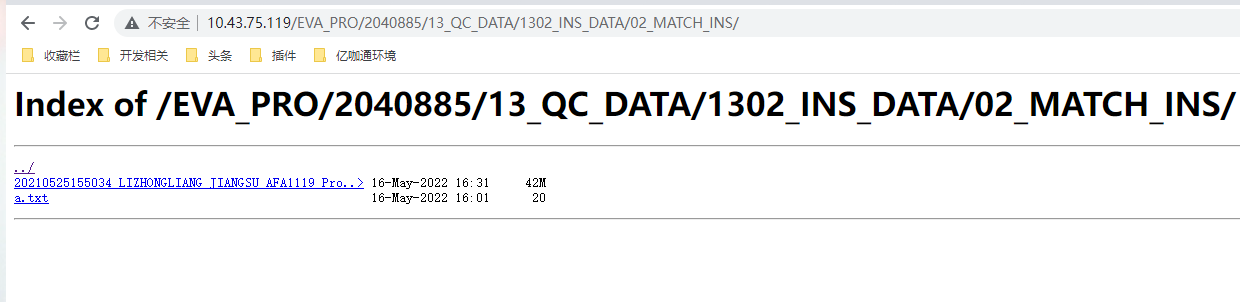 不安全 10.43.75.119/EVA_PRO/2040885/13_QC_DATA/1302_INS_DATA/02_MATCH_INS/
收藏栏 开发相关 头条 插件 亿咖通环境
Index of /EVA_PRO/2040885/13_QC_DATA/1302_INS_DATA/02_MATCH_INS/
../
20210525155034_LIZHONGLIANG_JIANGSU_AFA1119_Pro..> 16-May-2022 16:31 42M
a.txt 16-May-2022 16:01 20